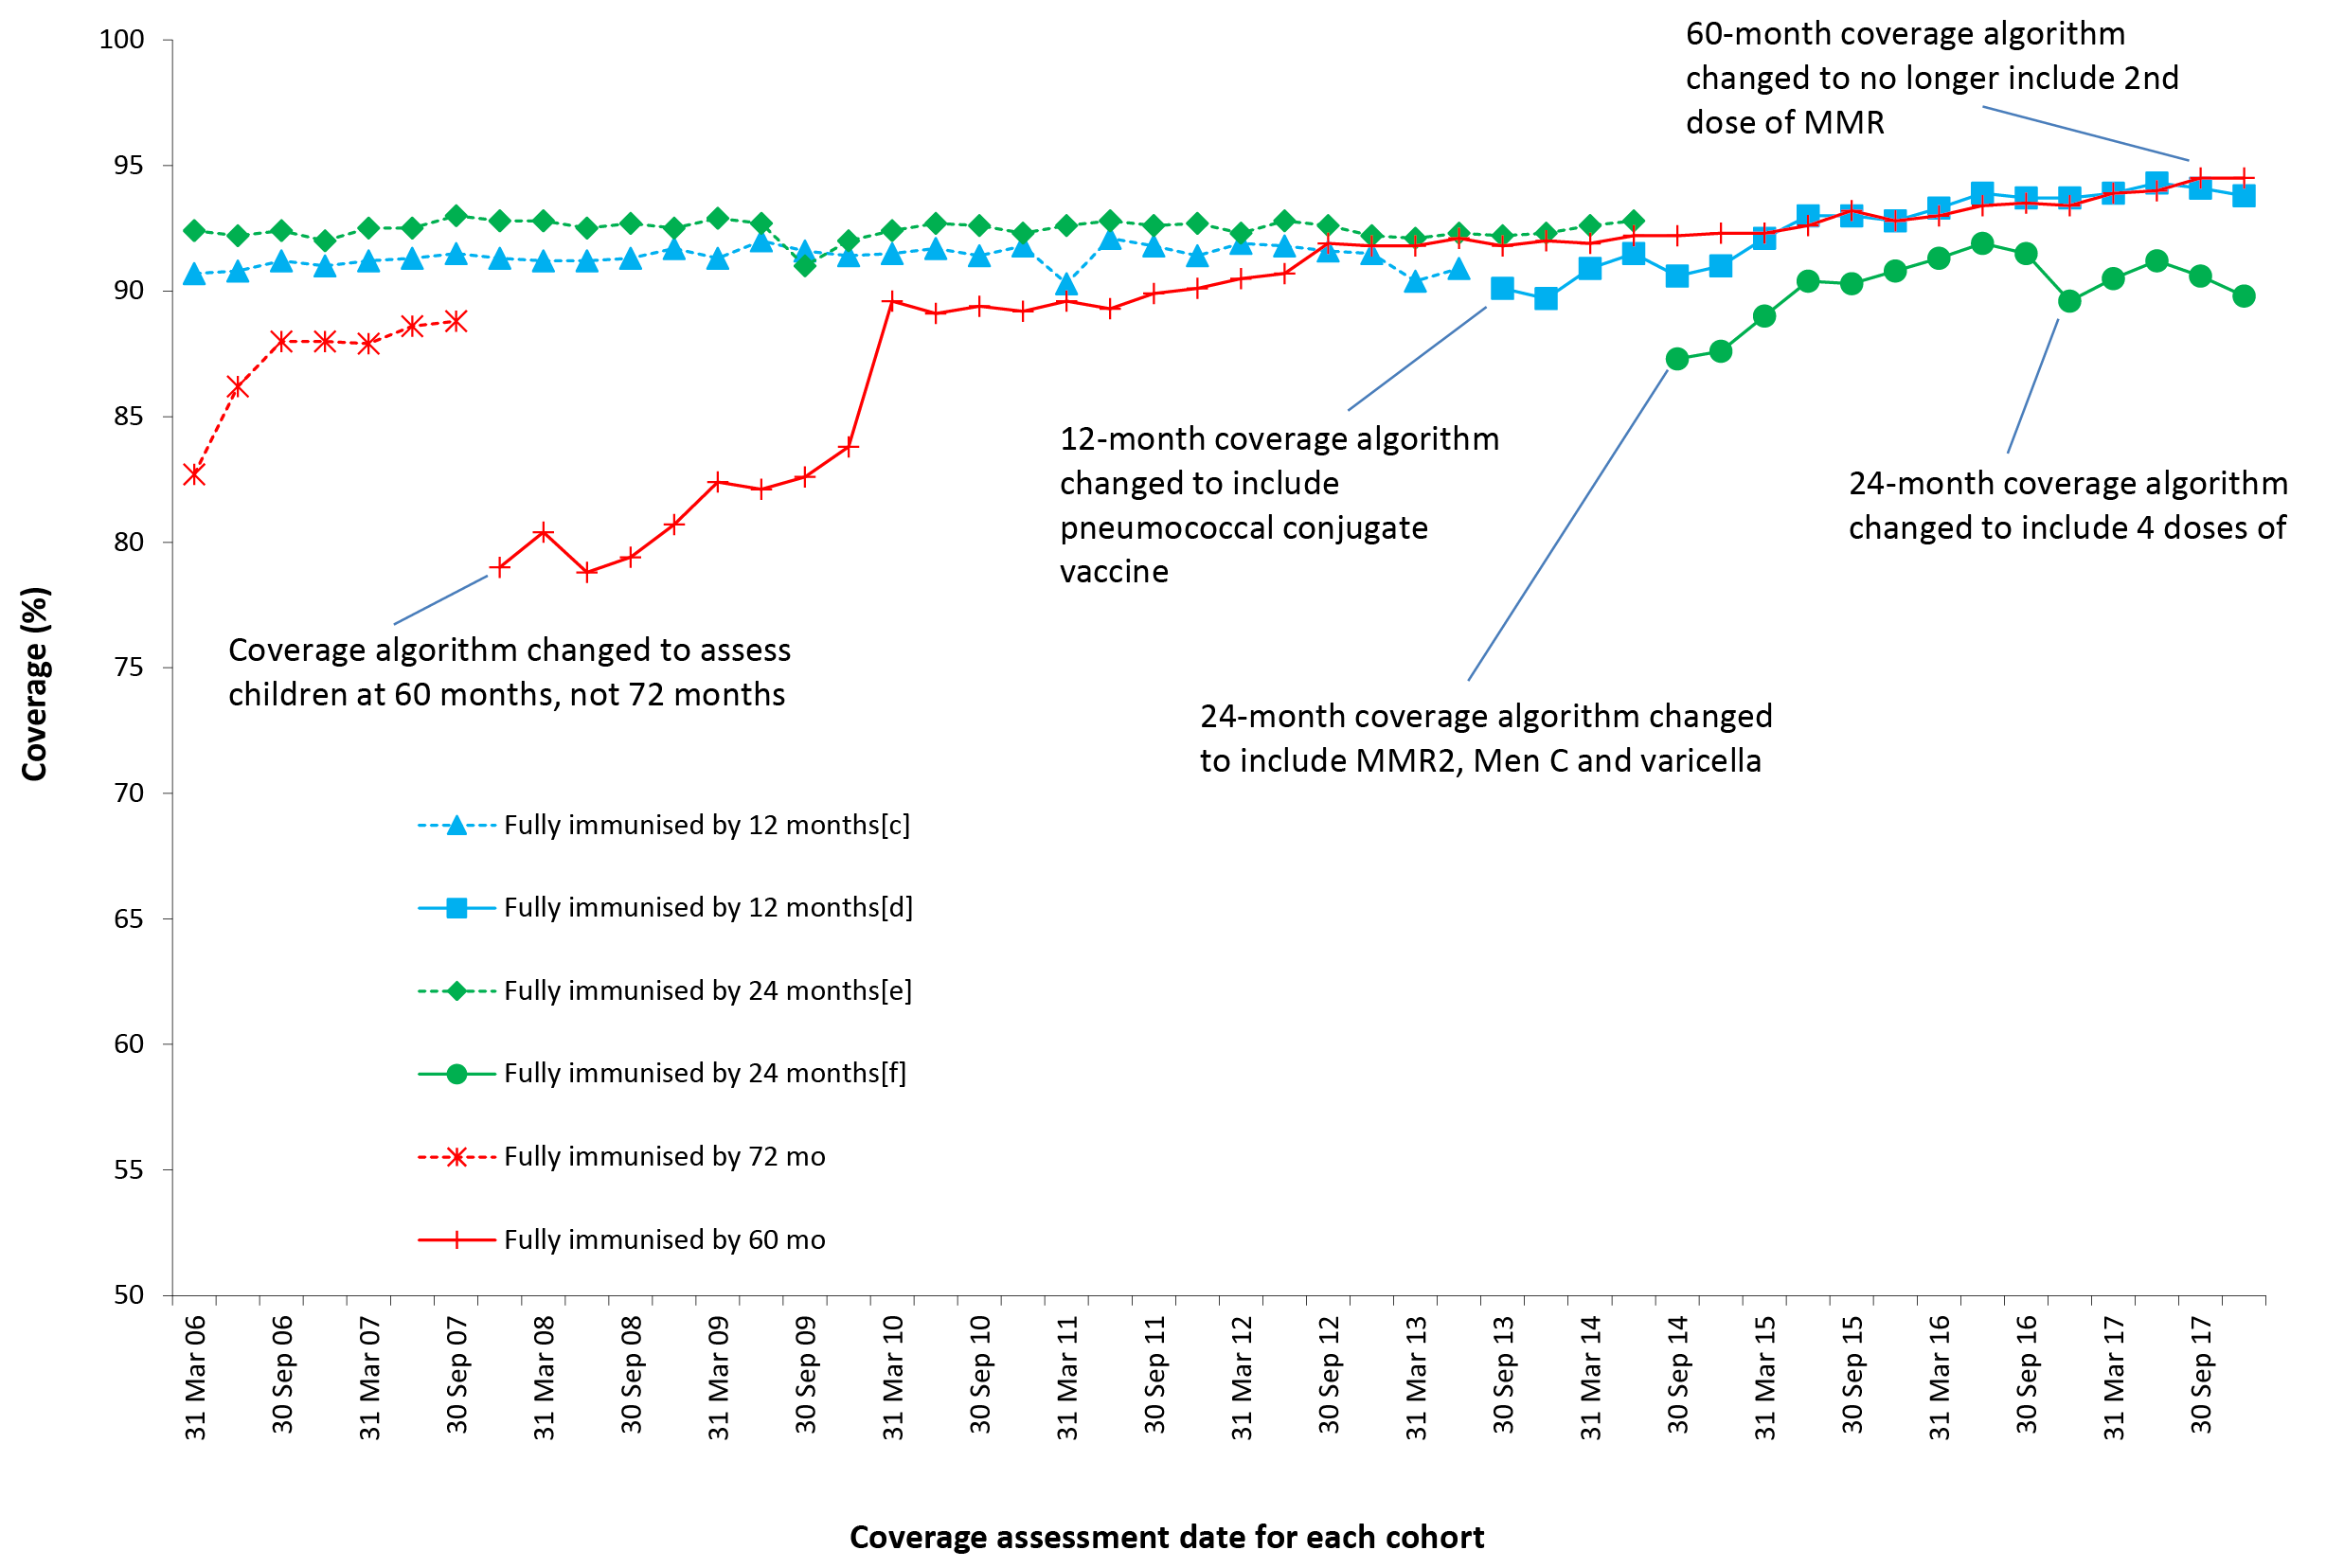 60-month coverage algorithm
changed to no longer include 2nd
dose of MMR
100
95
90
85
80
75
70
65
60
55
50
Coverage (%)
12-month coverage algorithm
changed to include
pneumococcal conjugate
vaccine
24-month coverage algorithm
changed to include 4 doses of
Coverage algorithm changed to assess
children at 60 months, not 72 months
24-month coverage algorithm changed
to include MMR2, Men C and varicella
Fully immunised by 12 months[c]
Fully immunised by 12 months[d]
Fully immunised by 24 months[e]
Fully immunised by 24 months[f]
Fully immunised by 72 mo
Fully immunised by 60 mo
31 Mar 06
30 Sep 06
31 Mar 07
30 Sep 07
31 Mar 08
30 Sep 08
31 Mar 09
30 Sep 09
31 Mar 10
30 Sep 10
31 Mar 11
30 Sep 11
31 Mar 12
30 Sep 12
31 Mar 13
30 Sep 13
31 Mar 14
30 Sep 14
31 Mar 15
30 Sep 15
31 Mar 16
30 Sep 16
31 Mar 17
30 Sep 17
Coverage assessment date for each cohort